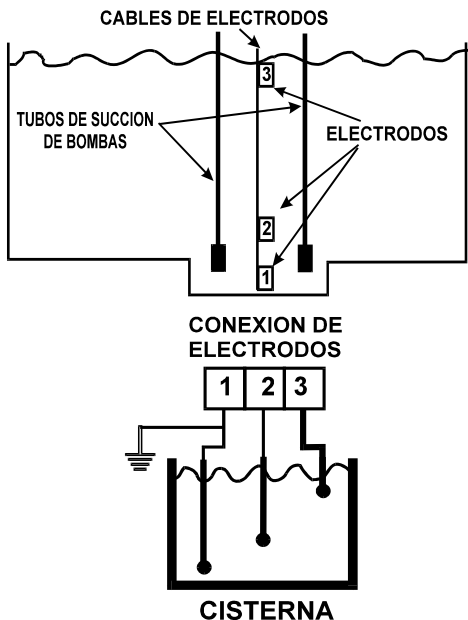 CABLES DE ELECTRODOS
3
TUBOS DE SUCCION
DE BOMBAS
ELECTRODOS
2
1
CONEXION DE
ELECTRODOS
1 2 3
CISTERNA